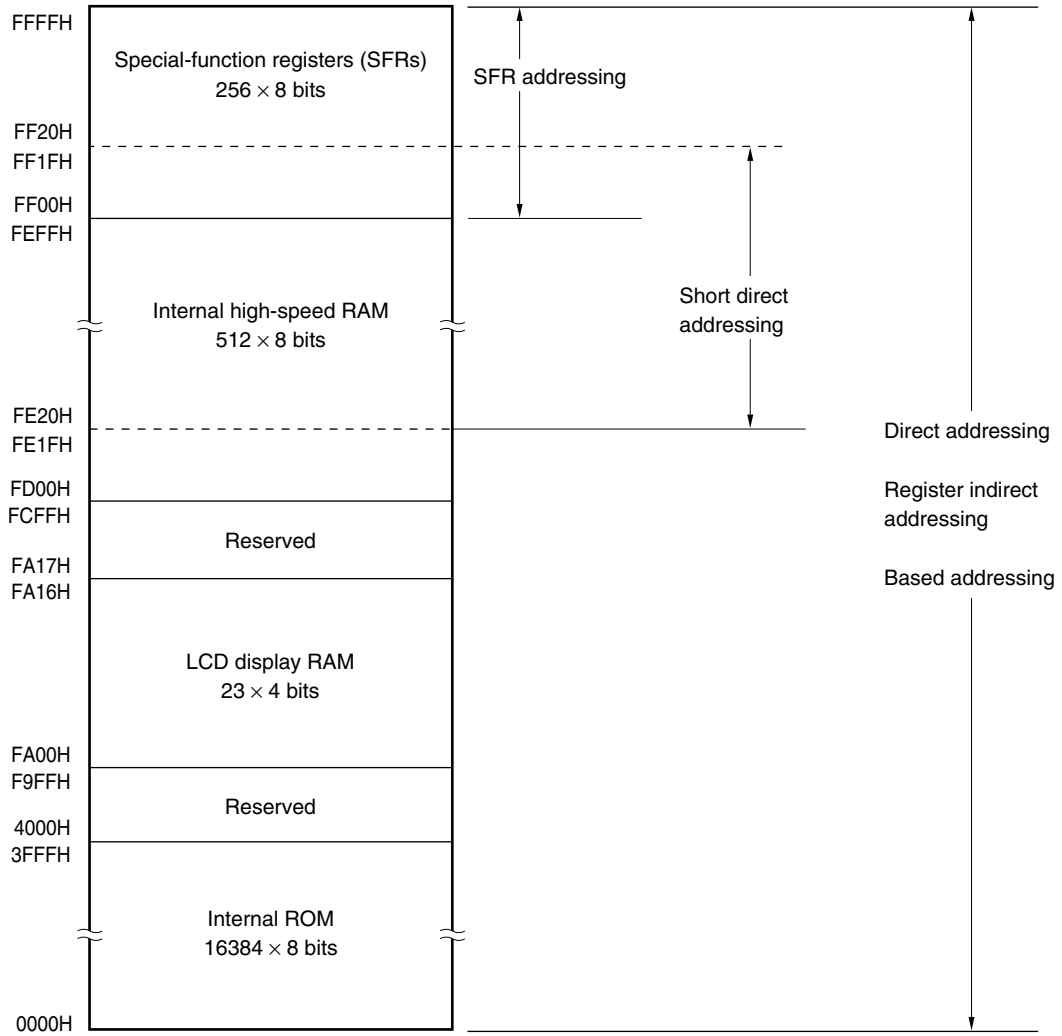 FFFFH
Special-function registers (SFRs)
256 × 8 bits
SFR addressing
FF20H
FF1FH
FF00H
FEFFH
Internal high-speed RAM
512 × 8 bits
Short direct
addressing
FE20H
FE1FH
Direct addressing
Register indirect
addressing
Based addressing
FD00H
FCFFH
Reserved
FA17H
FA16H
LCD display RAM
23 × 4 bits
FA00H
F9FFH
Reserved
4000H
3FFFH
Internal ROM
16384 × 8 bits
0000H